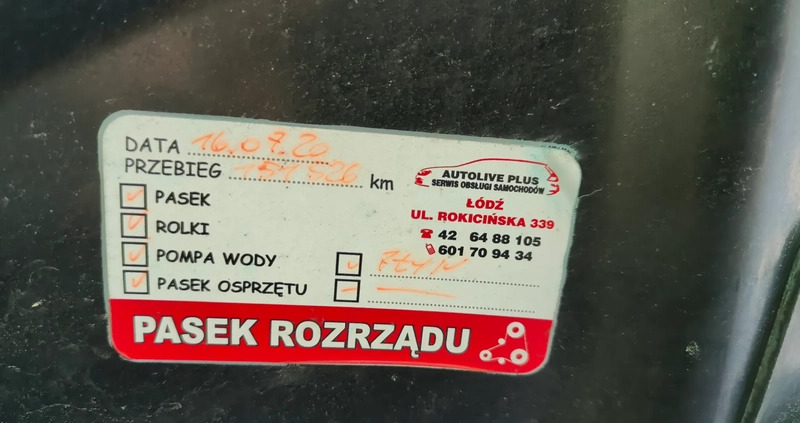 DATA 16.07.20
PRZEBIEG km
PASEK
ROLKI
POMPA WODY
PASEK OSPRZĘTU
PŁYN
AUTOLIVE PLUS
SERWIS OBSŁUGI SAMOCHODÓW
ŁÓDŹ
UL. ROKICIŃSKA 339
42 64 88 105
601 70 94 34
PASEK ROZRZĄDU